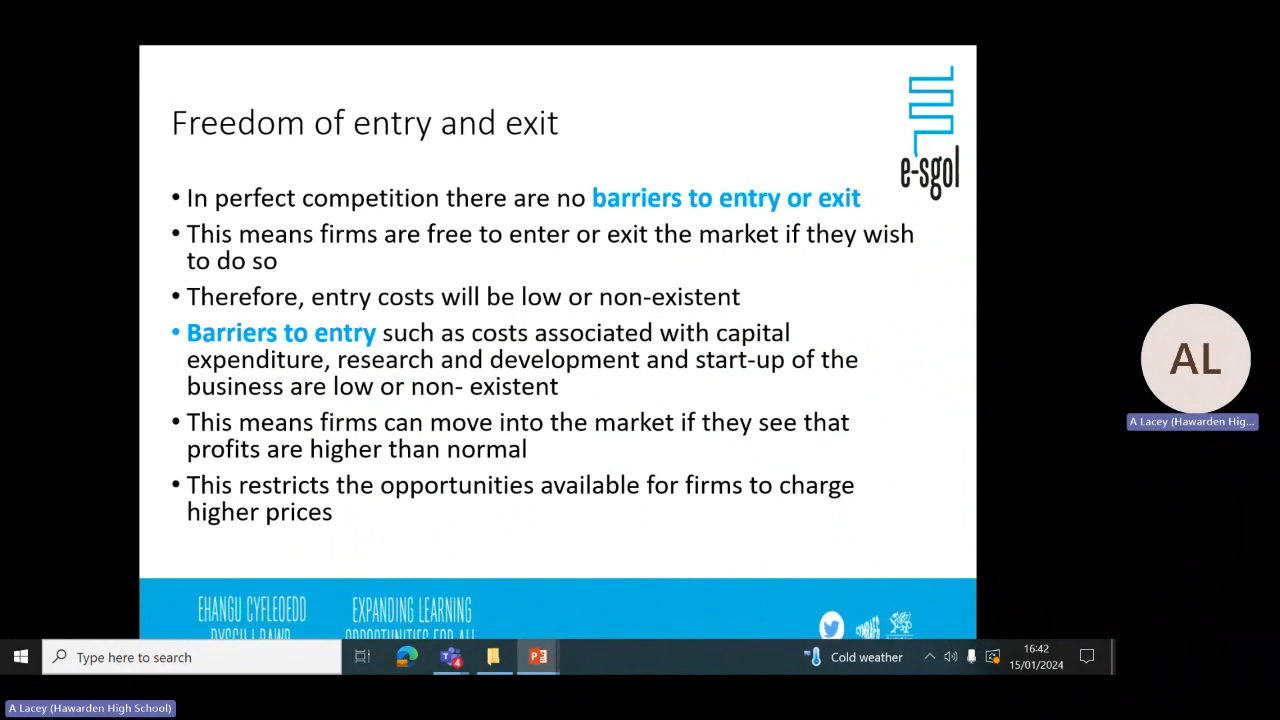 Freedom of entry and exit
e-sgol
• In perfect competition there are no barriers to entry or exit
• This means firms are free to enter or exit the market if they wish
to do so
• Therefore, entry costs will be low or non-existent
• Barriers to entry such as costs associated with capital
expenditure, research and development and start-up of the
business are low or non- existent
• This means firms can move into the market if they see that
profits are higher than normal
• This restricts the opportunities available for firms to charge
higher prices
AL
A Lacey (Hawarden Hig...
EHANGU CYFLEOEDD
DYSGU I BAWB
EXPANDING LEARNING
OPPORTUNITIES FOR ALL
Type here to search
4
Cold weather
16:42
15/01/2024
A Lacey (Hawarden High School)